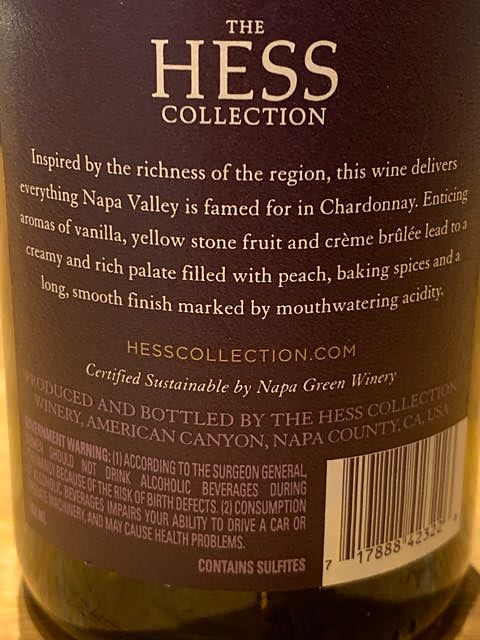 THE
HESS
COLLECTION
Inspired by the richness of the region, this wine delivers
everything Napa Valley is famed for in Chardonnay. Enticing
aromas of vanilla, yellow stone fruit and crème brûlée lead to a
creamy and rich palate filled with peach, baking spices and a
long, smooth finish marked by mouthwatering acidity.
HESSCOLLECTION.COM
Certified Sustainable by Napa Green Winery
PRODUCED AND BOTTLED BY THE HESS COLLECTION
WINERY, AMERICAN CANYON, NAPA COUNTY, CA, USA
GOVERNMENT WARNING: (1) ACCORDING TO THE SURGEON GENERAL,
SHOULD NOT DRINK ALCOHOLIC BEVERAGES DURING
BECAUSE OF THE RISK OF BIRTH DEFECTS. (2) CONSUMPTION
ALCOHOLIC BEVERAGES IMPAIRS YOUR ABILITY TO DRIVE A CAR OR
MACHINERY, AND MAY CAUSE HEALTH PROBLEMS.
CONTAINS SULFITES
7 17888 42322